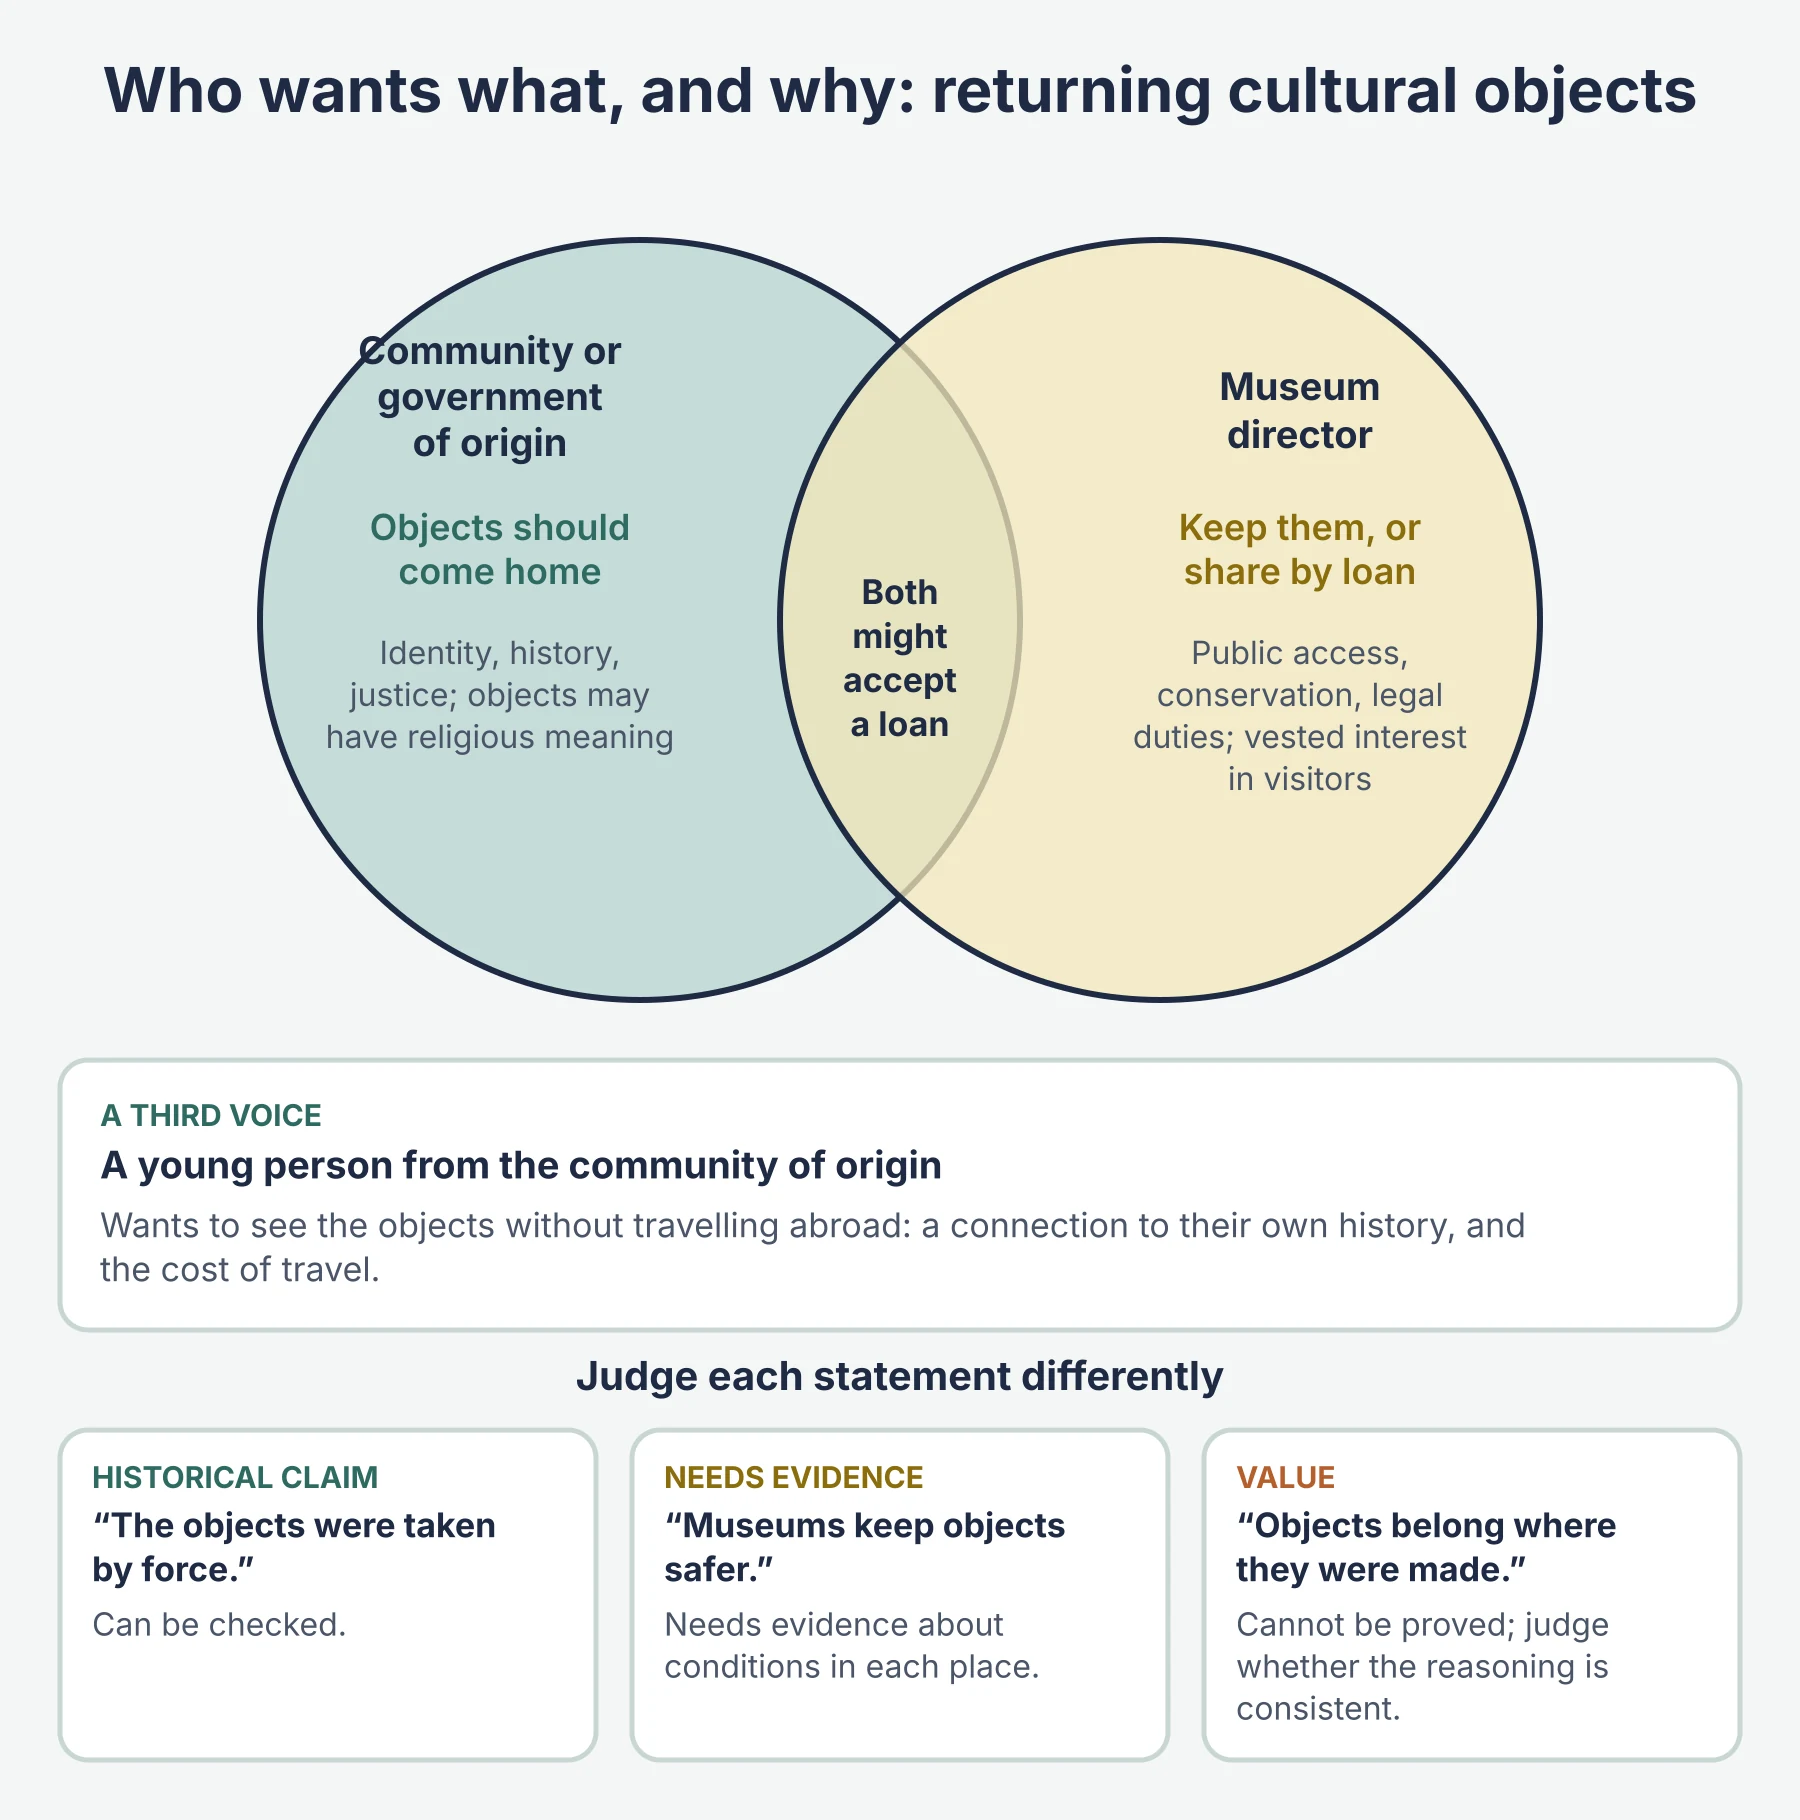 Who wants what, and why: returning cultural objects
Community or
government
of origin
Objects should
come home
Identity, history,
justice; objects may
have religious meaning
Both
might
accept
a loan
Museum
director
Keep them, or
share by loan
Public access,
conservation, legal
duties; vested interest
in visitors
A THIRD VOICE
A young person from the community of origin
Wants to see the objects without travelling abroad: a connection to their own history, and
the cost of travel.
Judge each statement differently
HISTORICAL CLAIM
“The objects were taken
by force.”
Can be checked.
NEEDS EVIDENCE
“Museums keep objects
safer.”
Needs evidence about
conditions in each place.
VALUE
“Objects belong where
they were made.”
Cannot be proved; judge
whether the reasoning is
consistent.